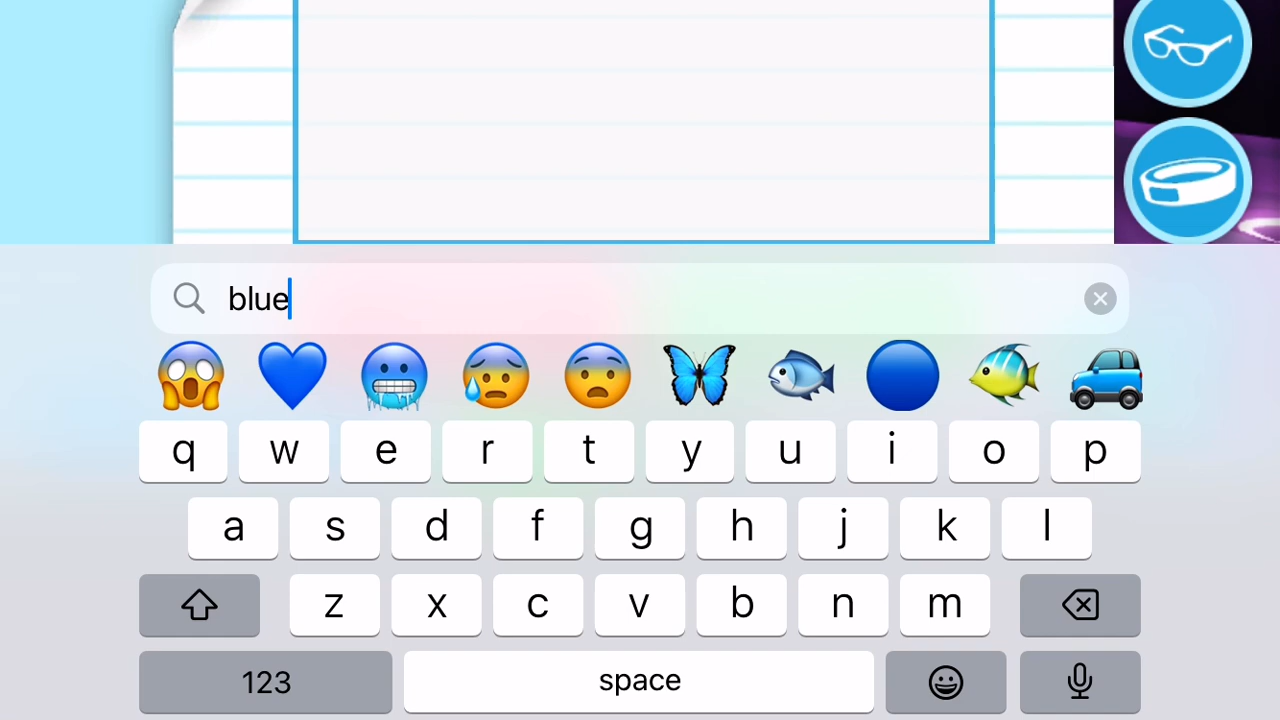 blue
q w e r t y u i o p
a s d f g h j k l
z x c v b n m
123 space